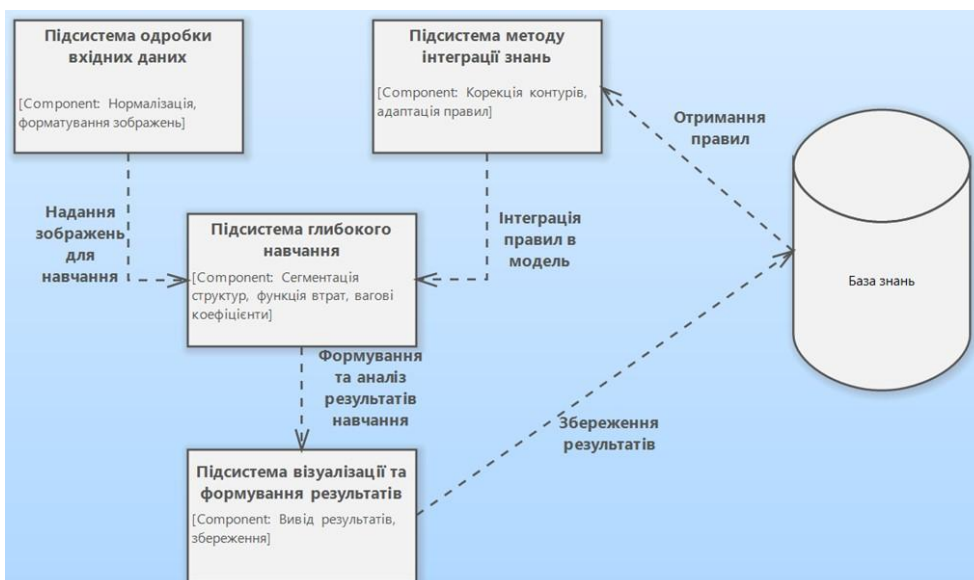 Підсистема одробки
вхідних даних
[Component: Нормалізація,
форматування зображень]
Підсистема методу
інтеграції знань
[Component: Корекція контурів,
адаптація правил]
Отримання
правил
База знань
Надання
зображень
для
навчання
Підсистема глибокого
навчання
[Component: Сегментація
структур, функція втрат, вагові
коефіцієнти]
Інтеграція
правил в
модель
Формування
та аналіз
результатів
навчання
Збереження
результатів
Підсистема візуалізації та
формування результатів
[Component: Вивід результатів,
збереження]